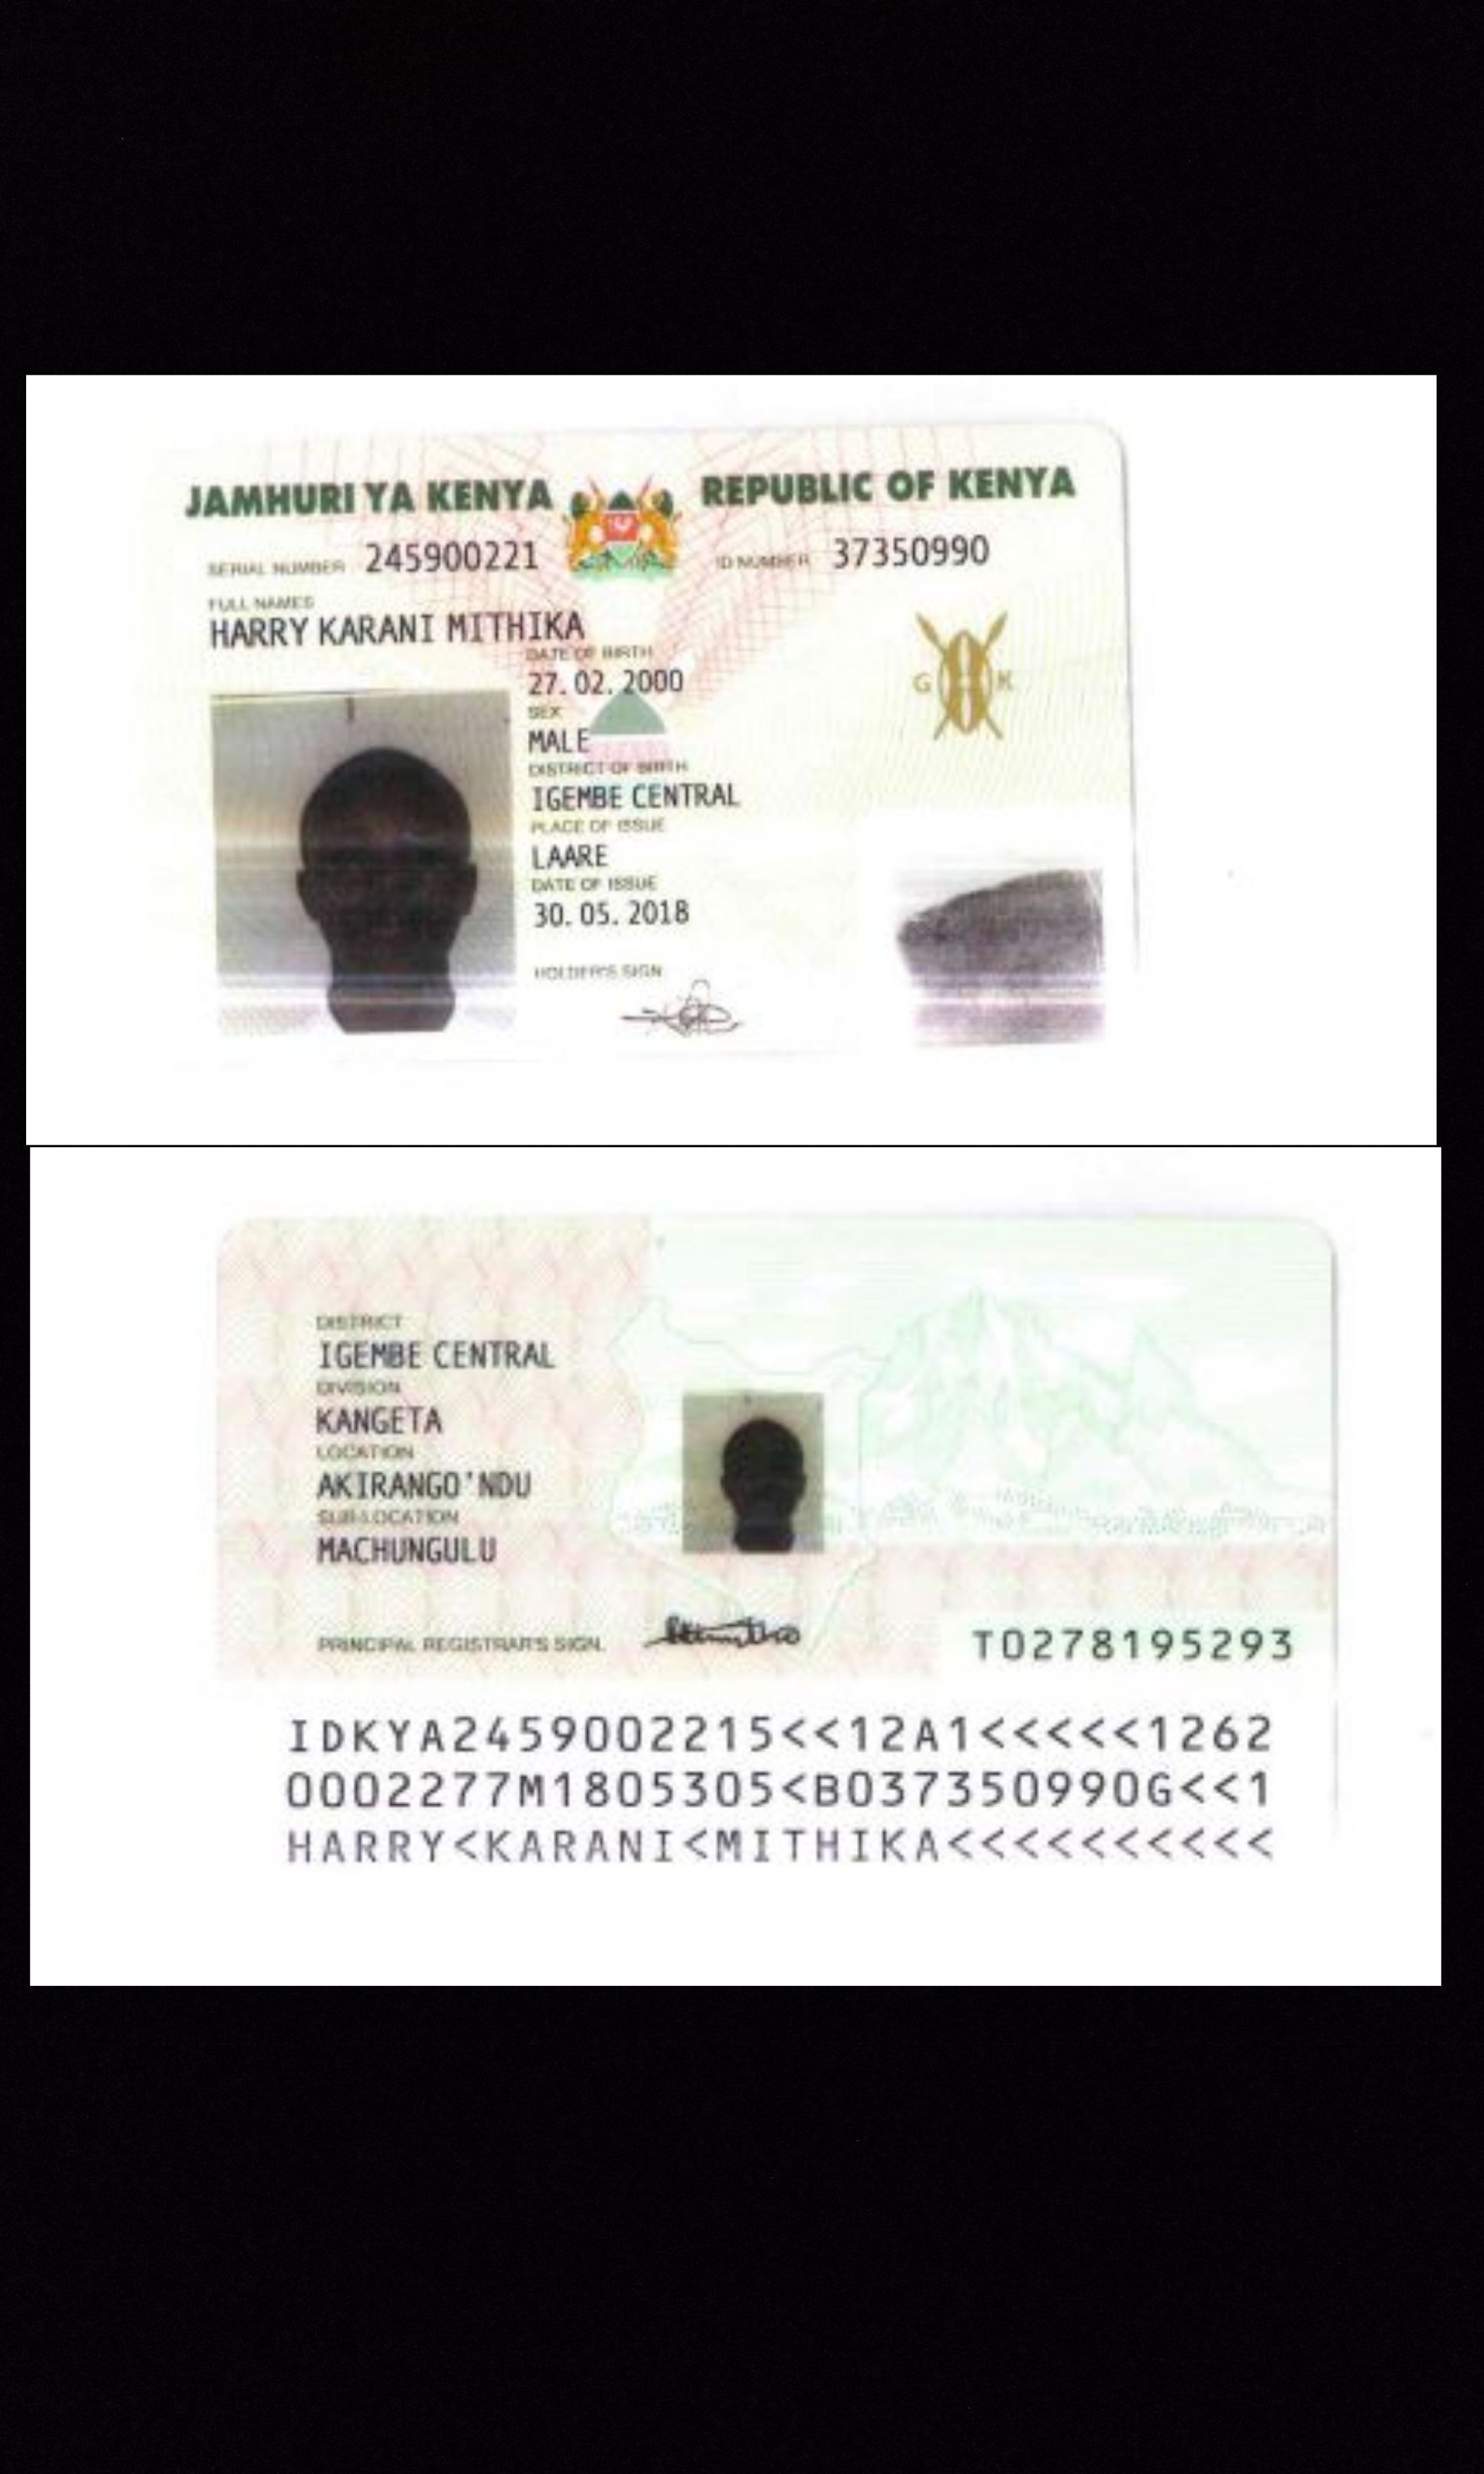 JAMHURI YA KENYA REPUBLIC OF KENYA
SERIAL NUMBER 245900221 ID NUMBER 37350990
FULL NAMES
HARRY KARANI MITHIKA
DATE OF BIRTH
27. 02. 2000
SEX
MALE
G K
DISTRICT OF BIRTH
IGEMBE CENTRAL
PLACE OF ISSUE
LAARE
DATE OF ISSUE
30. 05. 2018
HOLDER'S SIGN
DISTRICT
IGEMBE CENTRAL
DIVISION
KANGETA
LOCATION
AKIRANGO'NDU
SUB-LOCATION
MACHUNGULU
PRINCIPAL REGISTRAR'S SIGN.
T0278195293
IDKYA2459002215<<12A1<<<<<1262
0002277M1805305<B037350990G<<1
HARRY<KARANI<MITHIKA<<<<<<<<<<